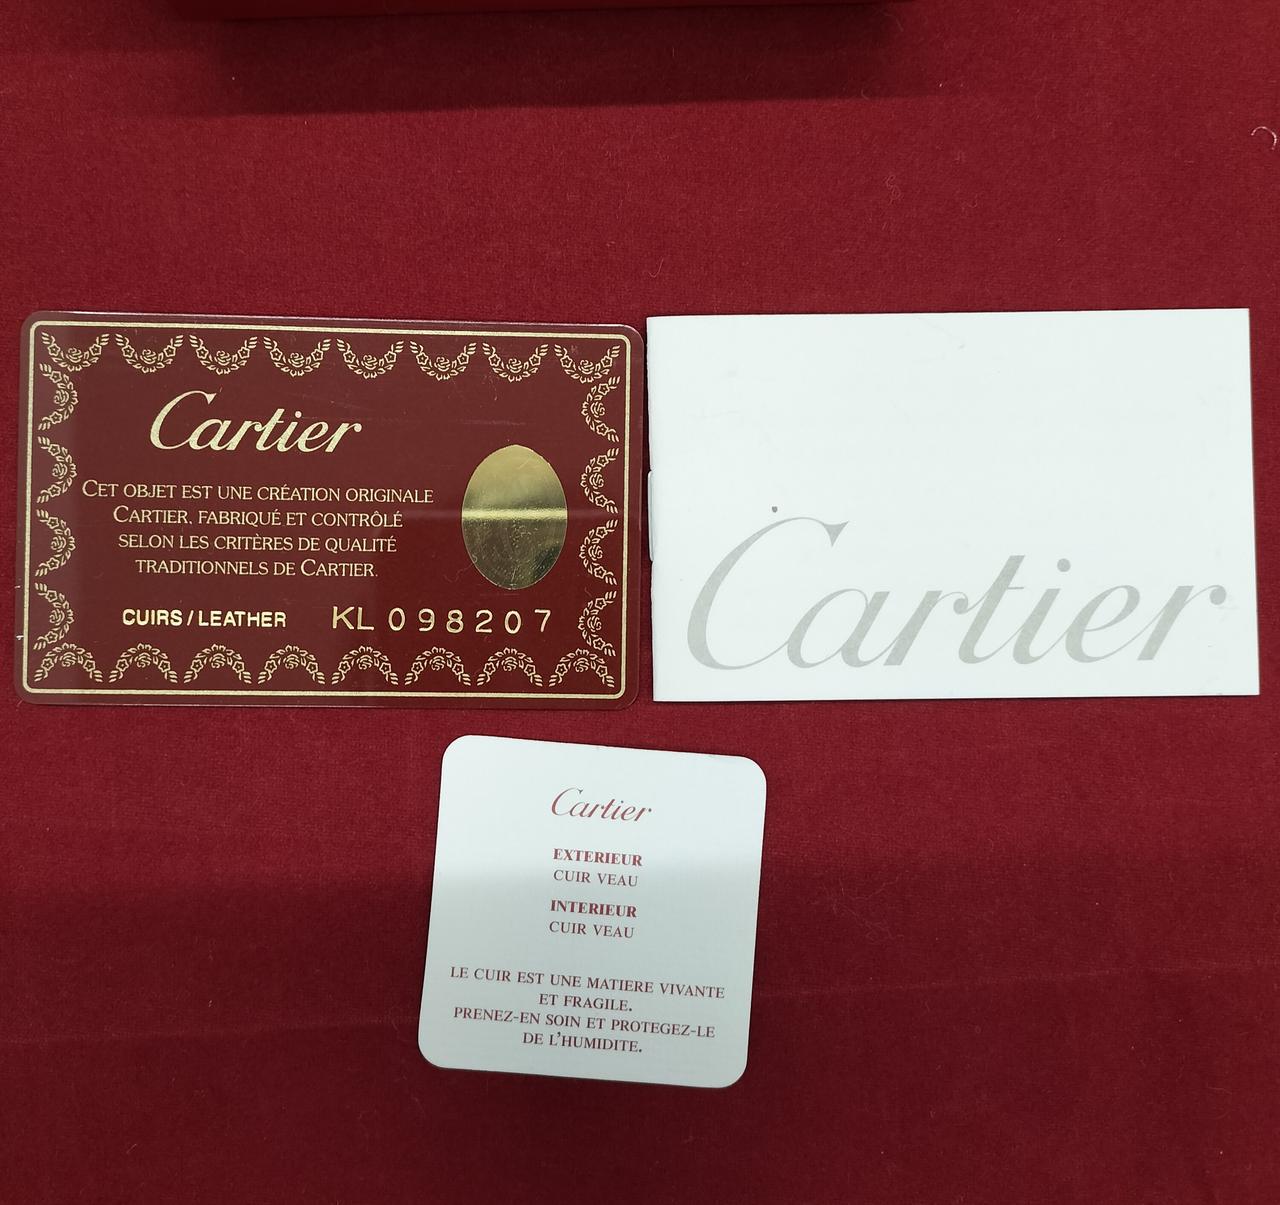 Cartier
CET OBJET EST UNE CRÉATION ORIGINALE
CARTIER, FABRIQUÉ ET CONTRÔLÉ
SELON LES CRITÈRES DE QUALITÉ
TRADITIONNELS DE CARTIER.
CUIRS/LEATHER KL098207
Cartier
Cartier
EXTERIEUR
CUIR VEAU
INTERIEUR
CUIR VEAU
LE CUIR EST UNE MATIERE VIVANTE
ET FRAGILE.
PRENEZ-EN SOIN ET PROTEGEZ-LE
DE L'HUMIDITE.